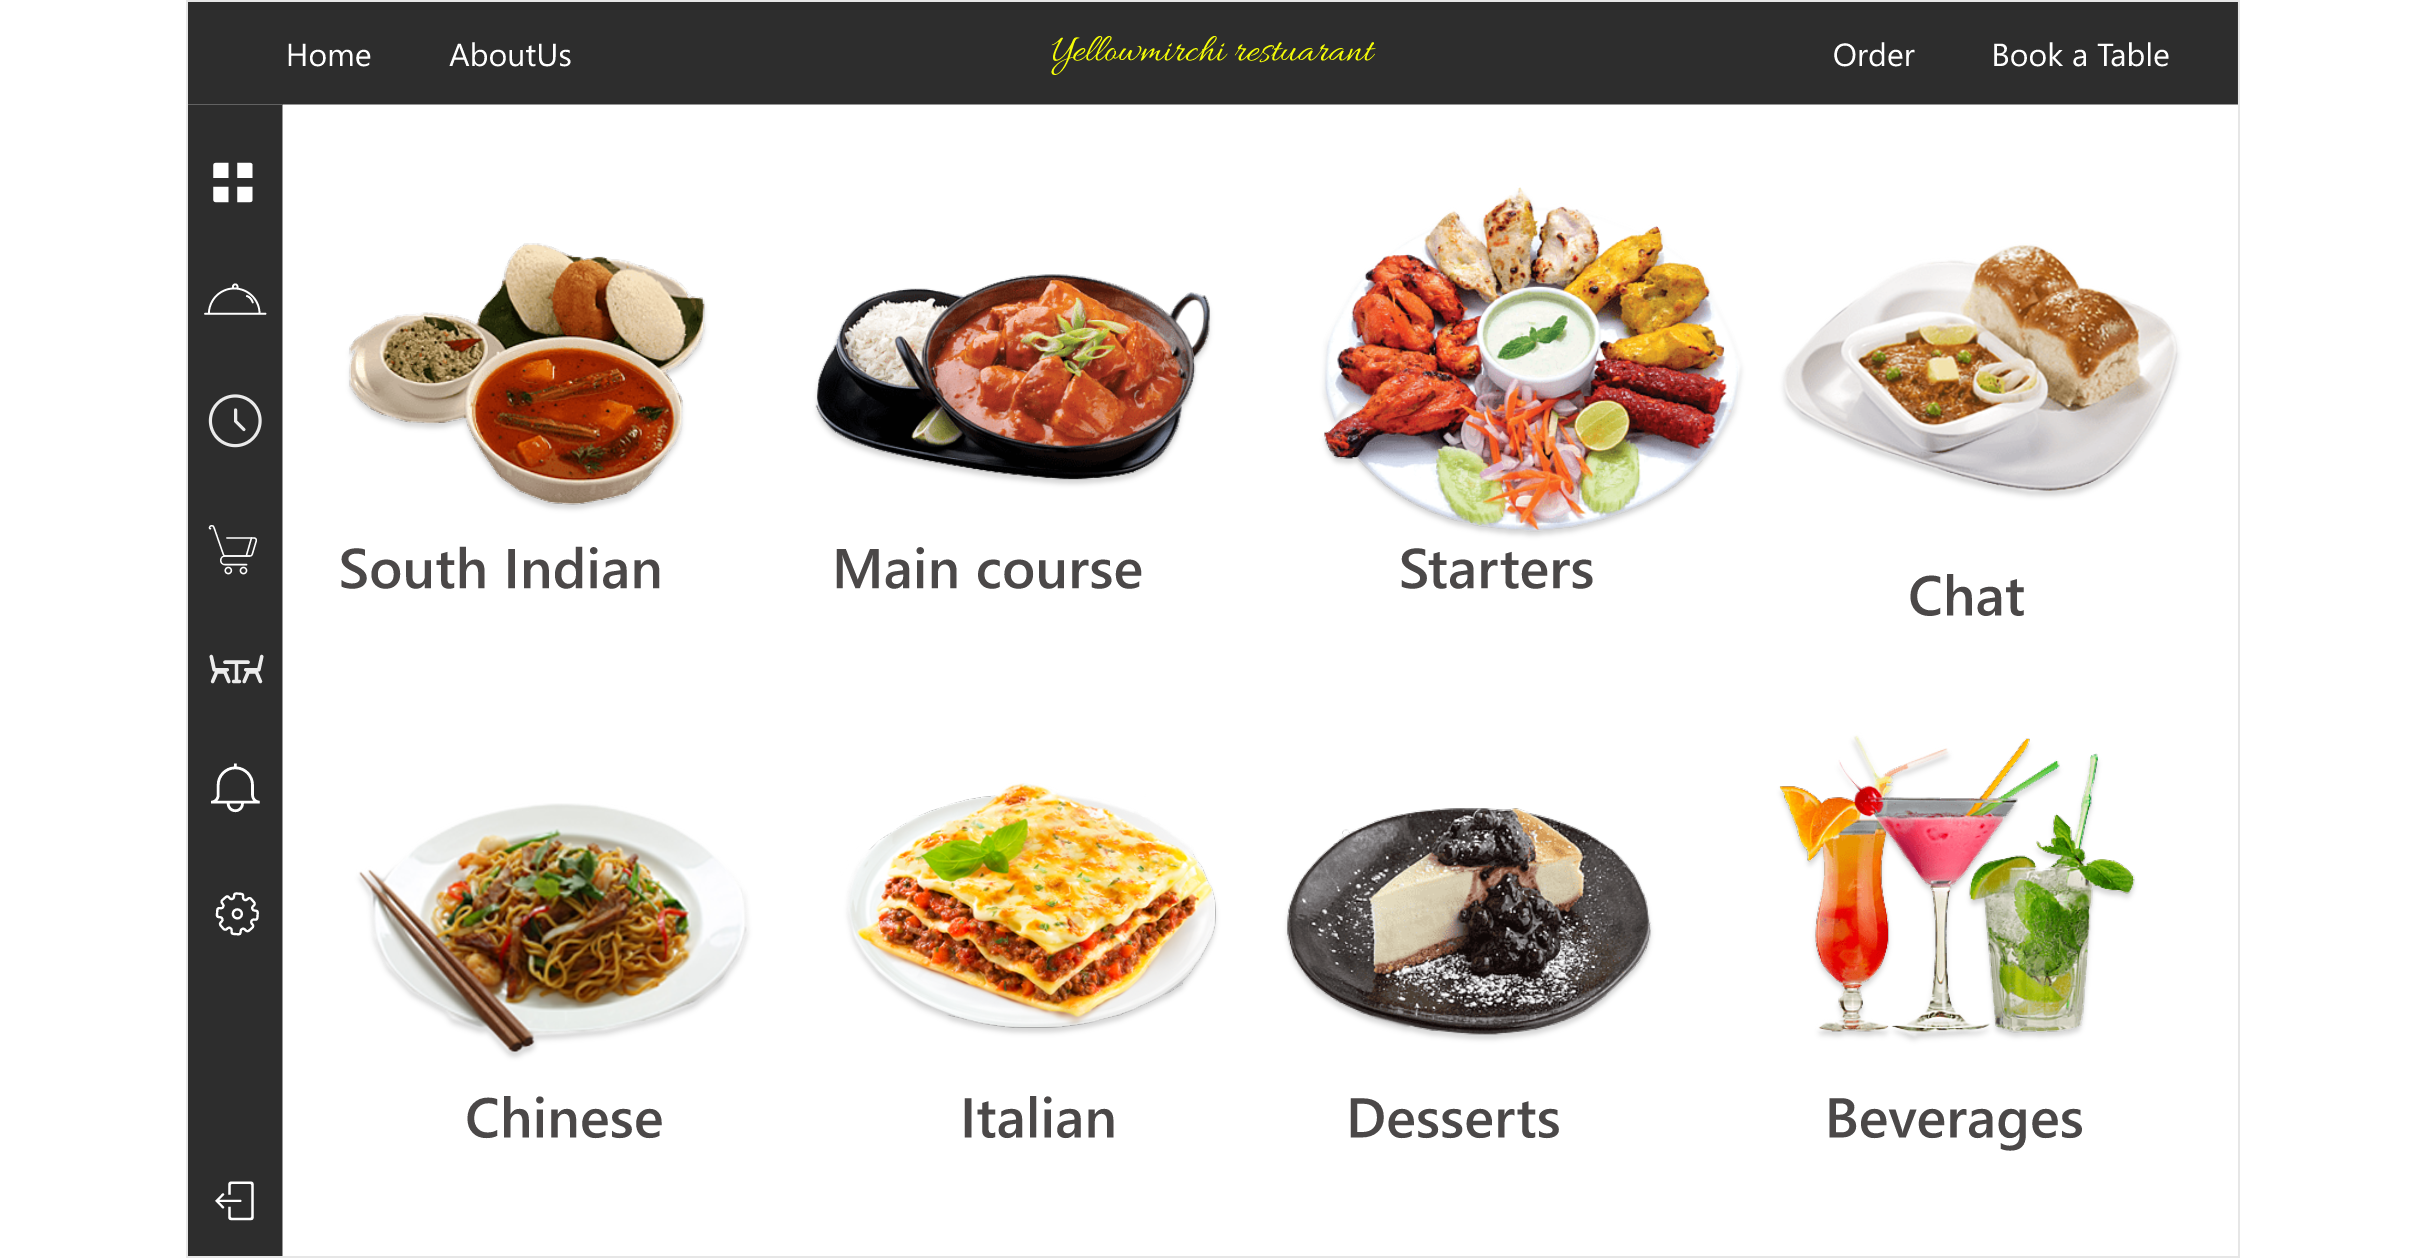 Home AboutUs Yellowmirchi restuarant Order Book a Table
South Indian Main course Starters Chat
Chinese Italian Desserts Beverages